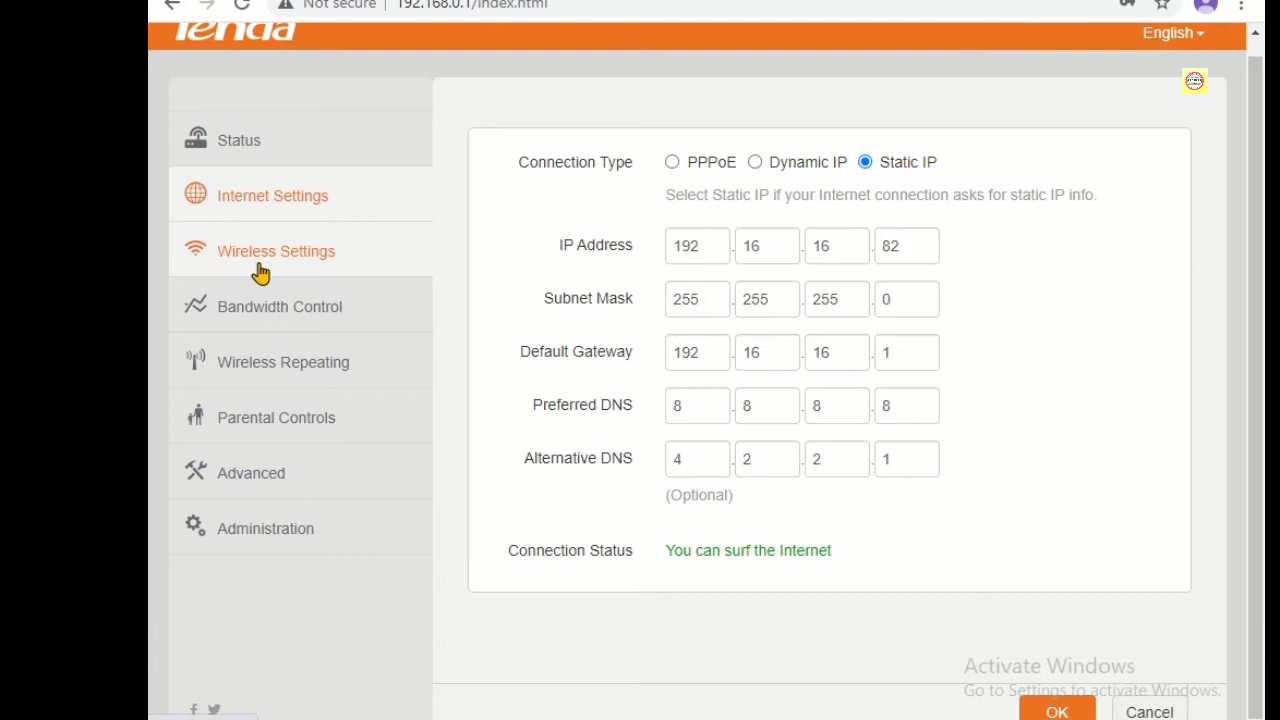 Not secure | 192.168.0.1/index.html
Tenda
English
Status
Internet Settings
Wireless Settings
Bandwidth Control
Wireless Repeating
Parental Controls
Advanced
Administration
Connection Type PPPoE Dynamic IP Static IP
Select Static IP if your Internet connection asks for static IP info.
IP Address 192 . 16 . 16 . 82
Subnet Mask 255 . 255 . 255 . 0
Default Gateway 192 . 16 . 16 . 1
Preferred DNS 8 . 8 . 8 . 8
Alternative DNS 4 . 2 . 2 . 1
(Optional)
Connection Status You can surf the Internet
Activate Windows
Go to Settings to activate Windows.
OK Cancel